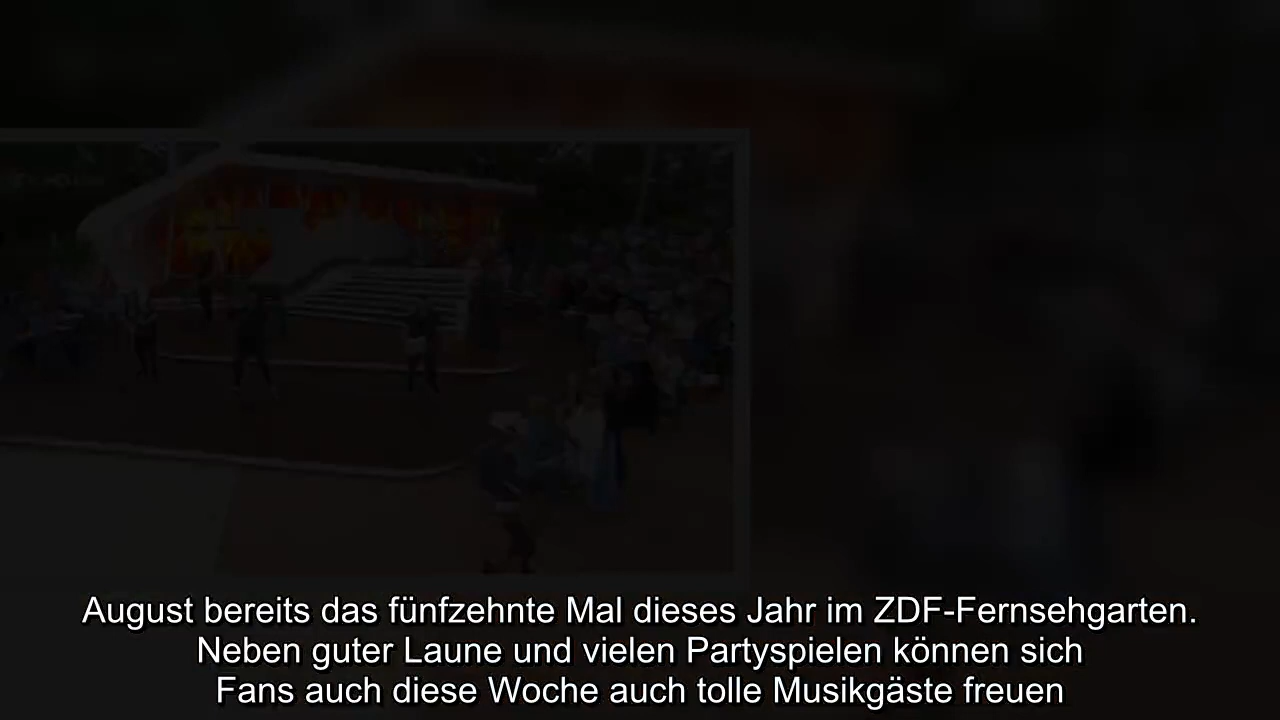 August bereits das fünfzehnte Mal dieses Jahr im ZDF-Fernsehgarten.
Neben guter Laune und vielen Partyspielen können sich
Fans auch diese Woche auch tolle Musikgäste freuen